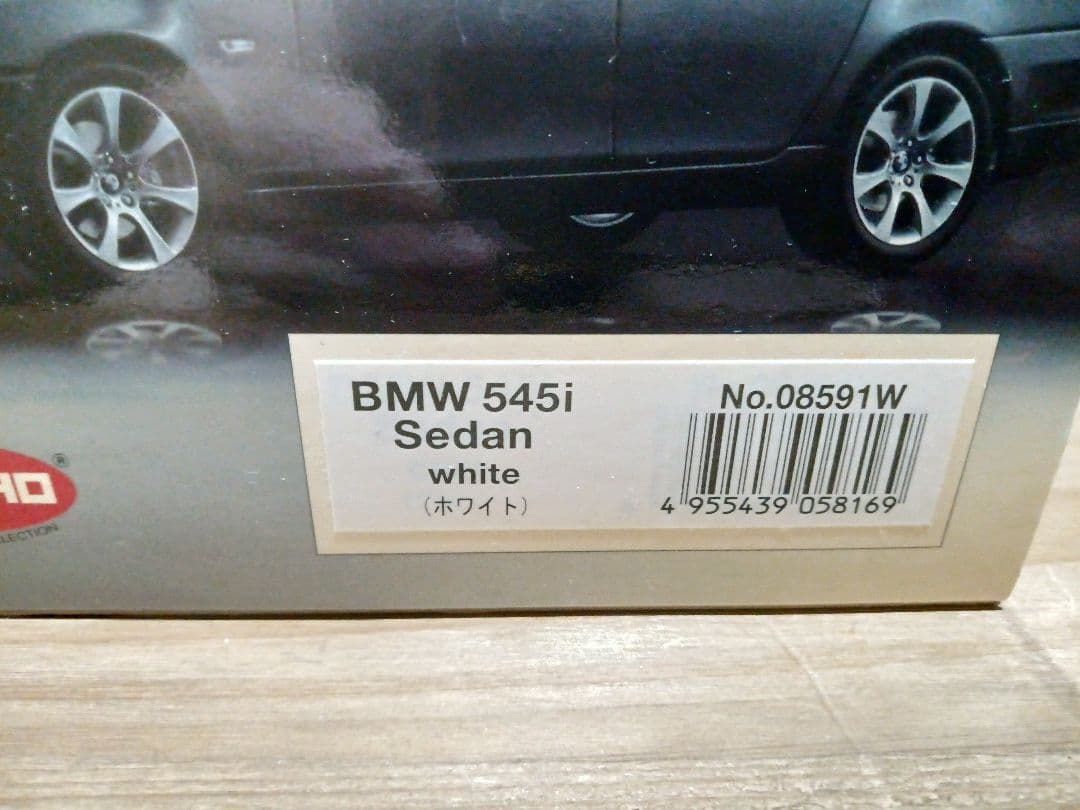 BMW 545i
Sedan
white
(ホワイト)
No.08591W
4 955439 058169
®